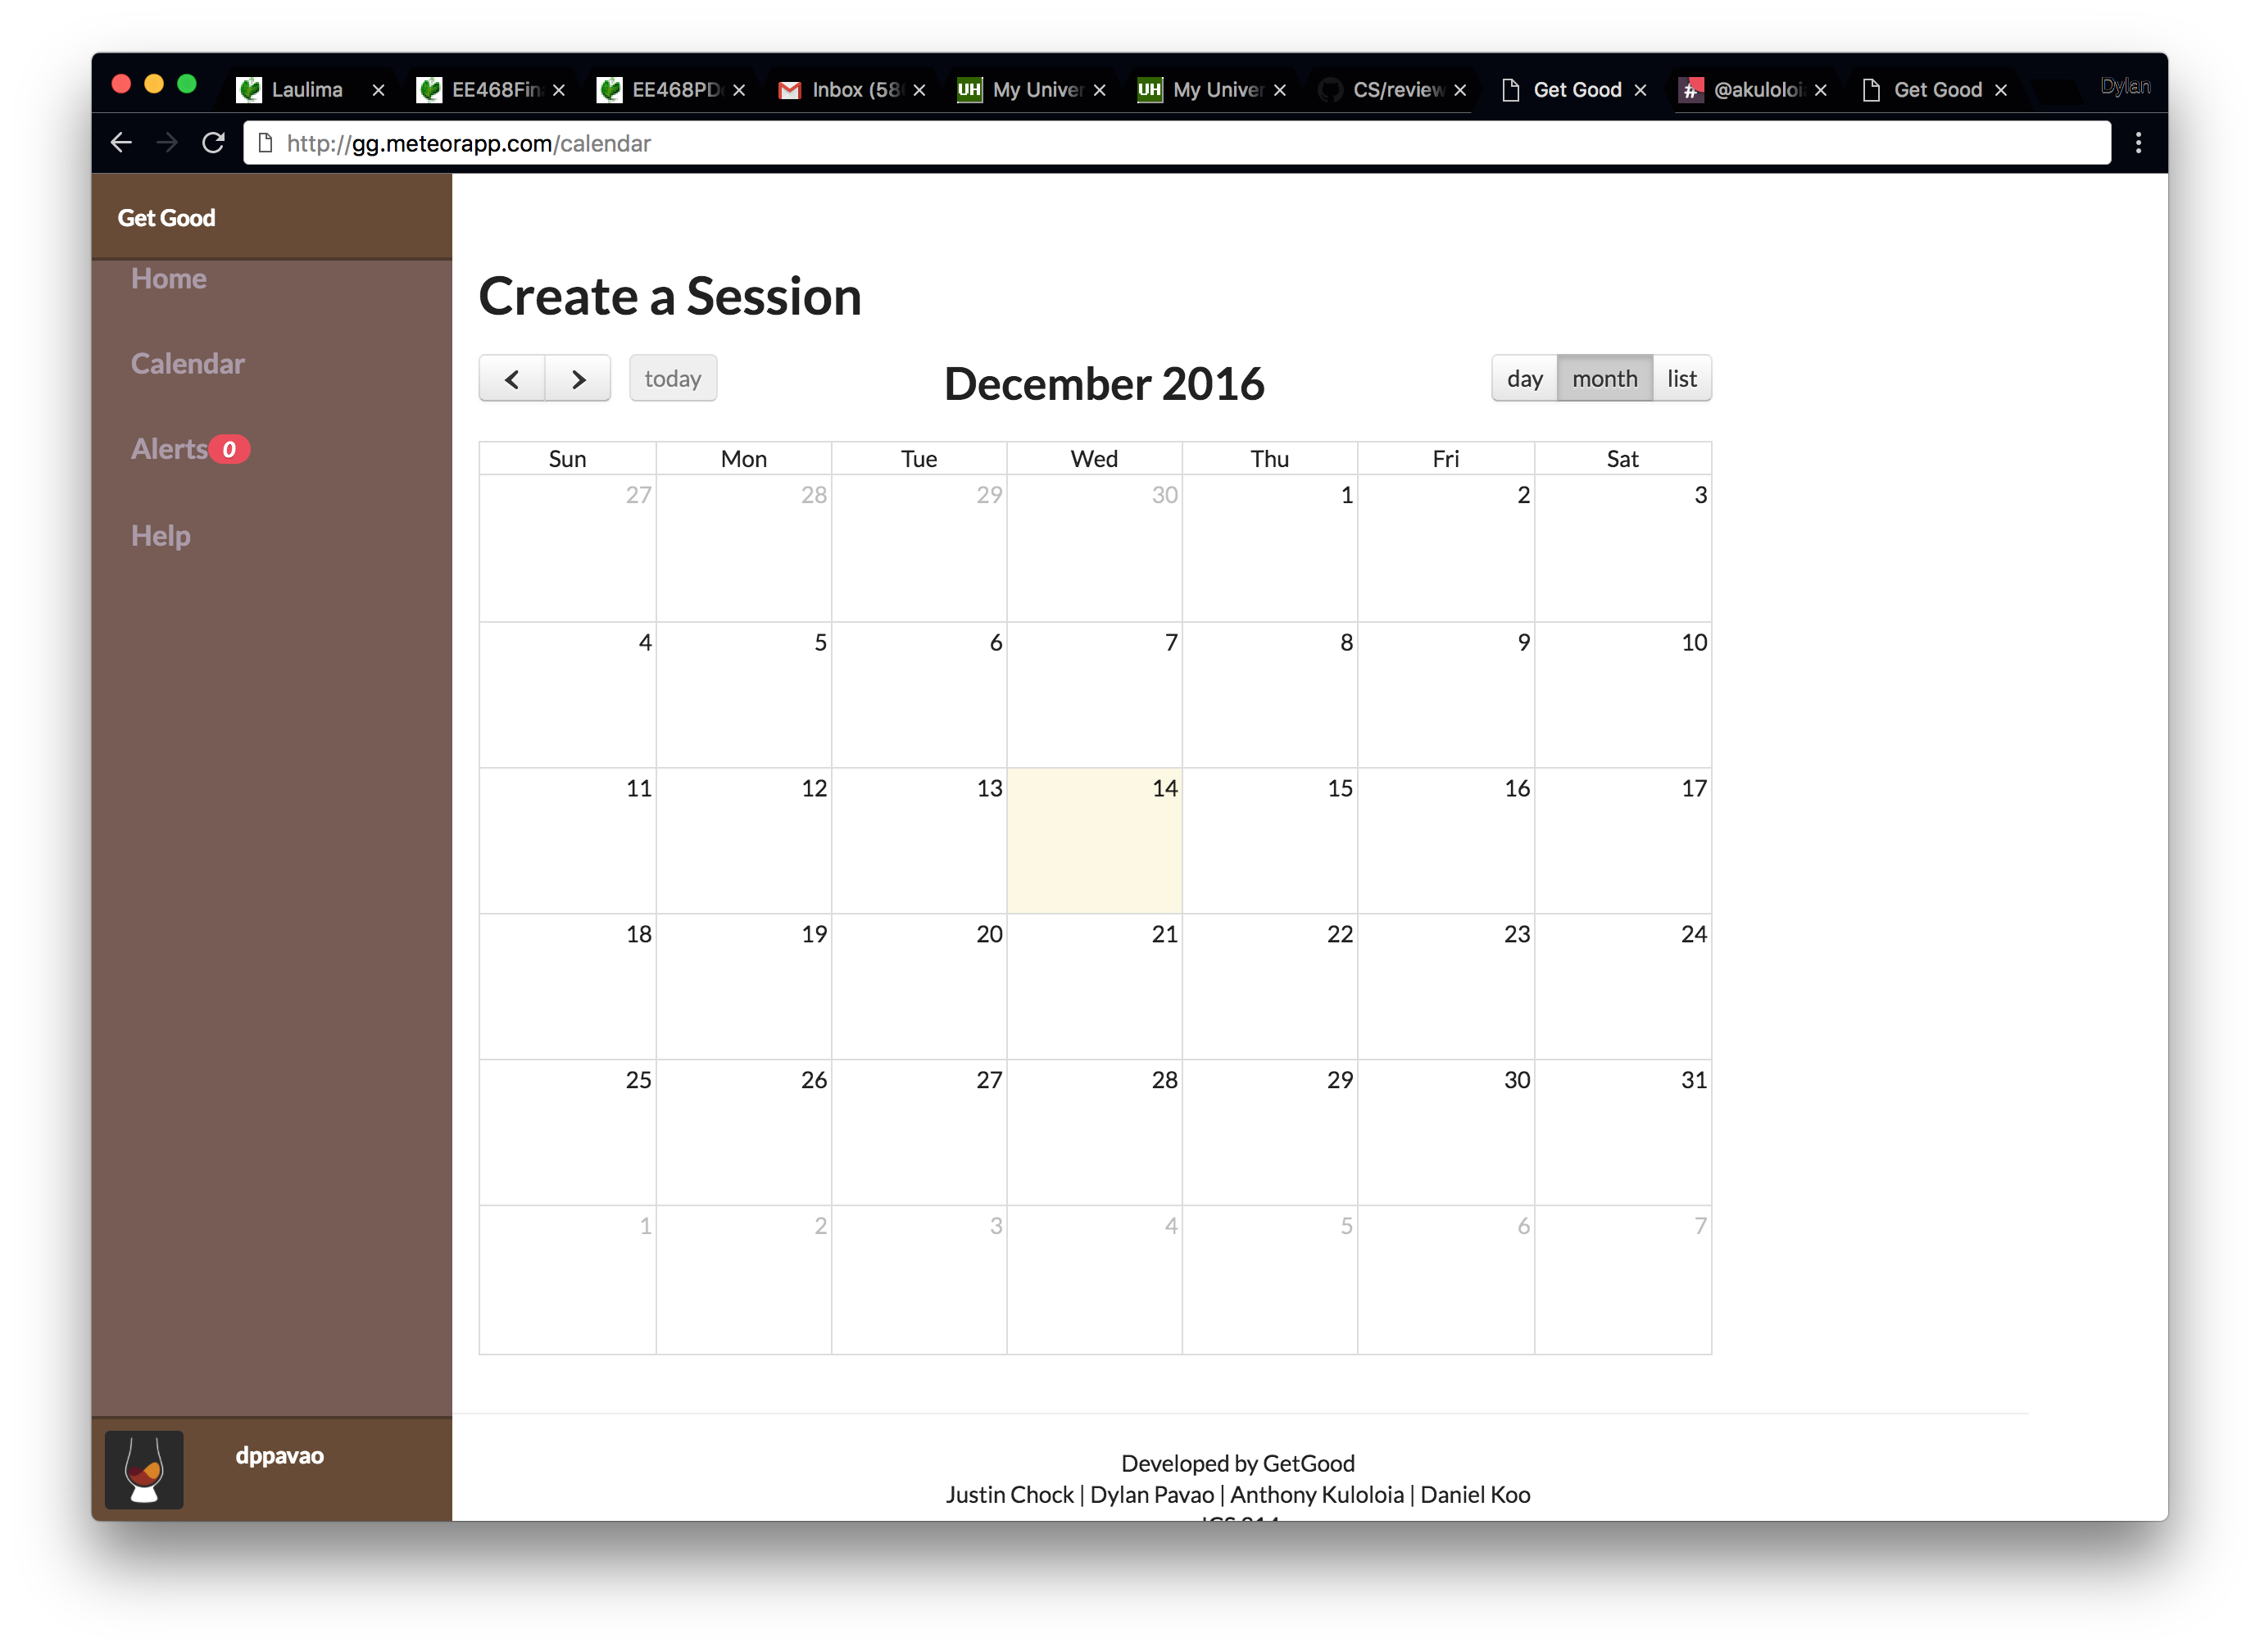 Laulima
EE468Fin
EE468PD
Inbox (58
UH My Univer
UH My Univer
CS/review
Get Good
@akuloloi
Get Good
Dylan
http://gg.meteorapp.com/calendar
Get Good
Home
Calendar
Alerts 0
Help
Create a Session
today
December 2016
day month list
Sun Mon Tue Wed Thu Fri Sat
27 28 29 30 1 2 3
4 5 6 7 8 9 10
11 12 13 14 15 16 17
18 19 20 21 22 23 24
25 26 27 28 29 30 31
1 2 3 4 5 6 7
dppavao
Developed by GetGood
Justin Chock | Dylan Pavao | Anthony Kuloloia | Daniel Koo